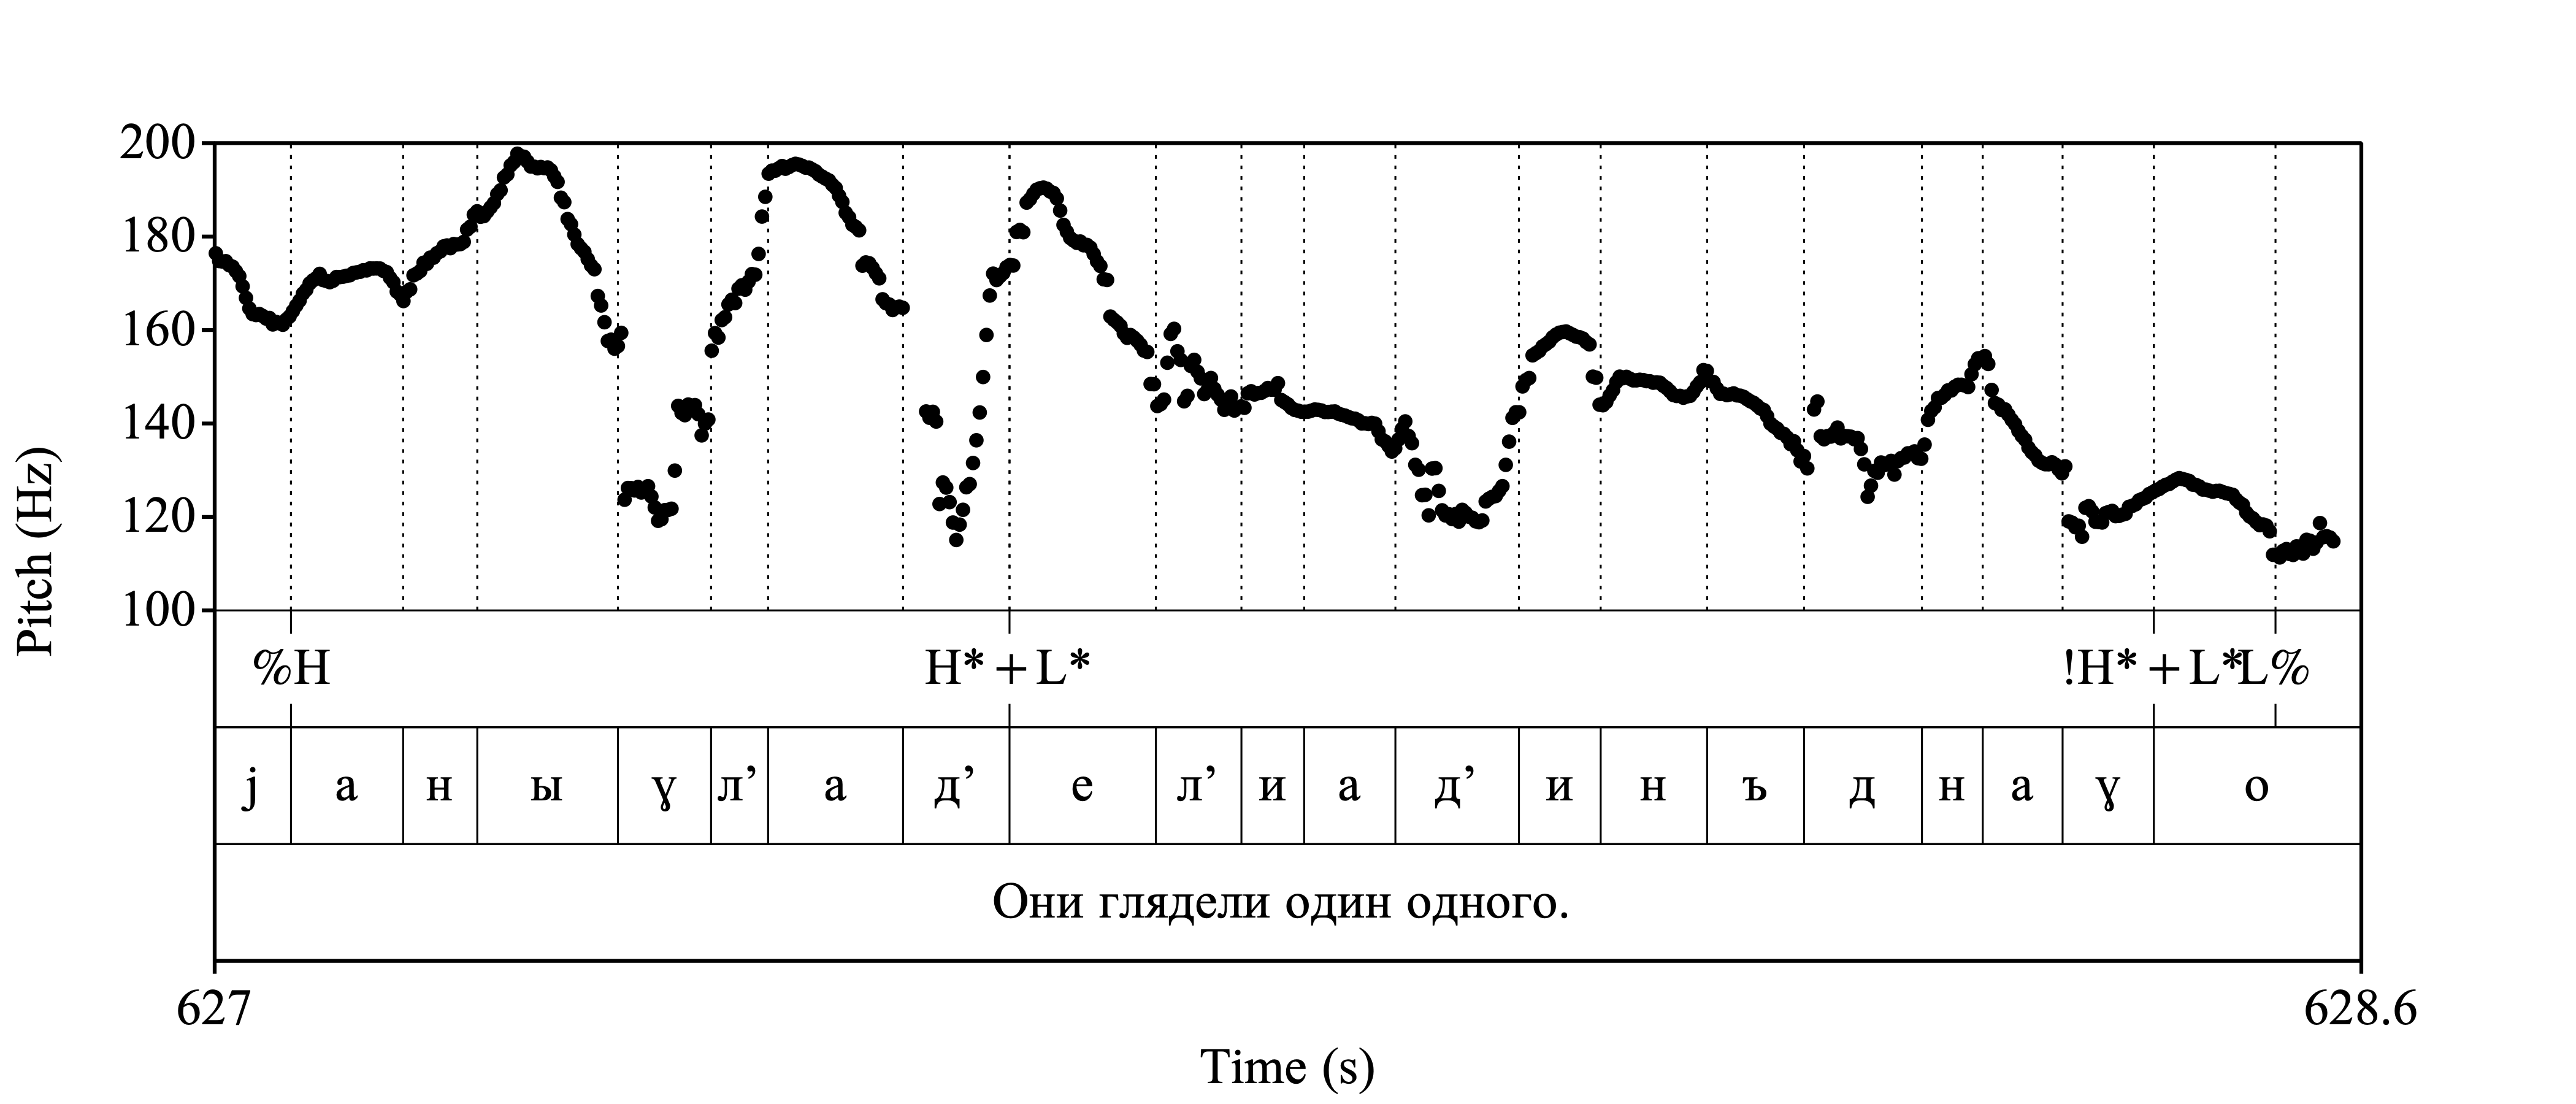 200
180
160
140
120
100
Pitch (Hz)
%H H* + L* !H* + L*L%
j а н ы ɣ л’ а д’ е л’ и а д’ и н ъ д н а ɣ о
Они глядели один одного.
627 628.6
Time (s)